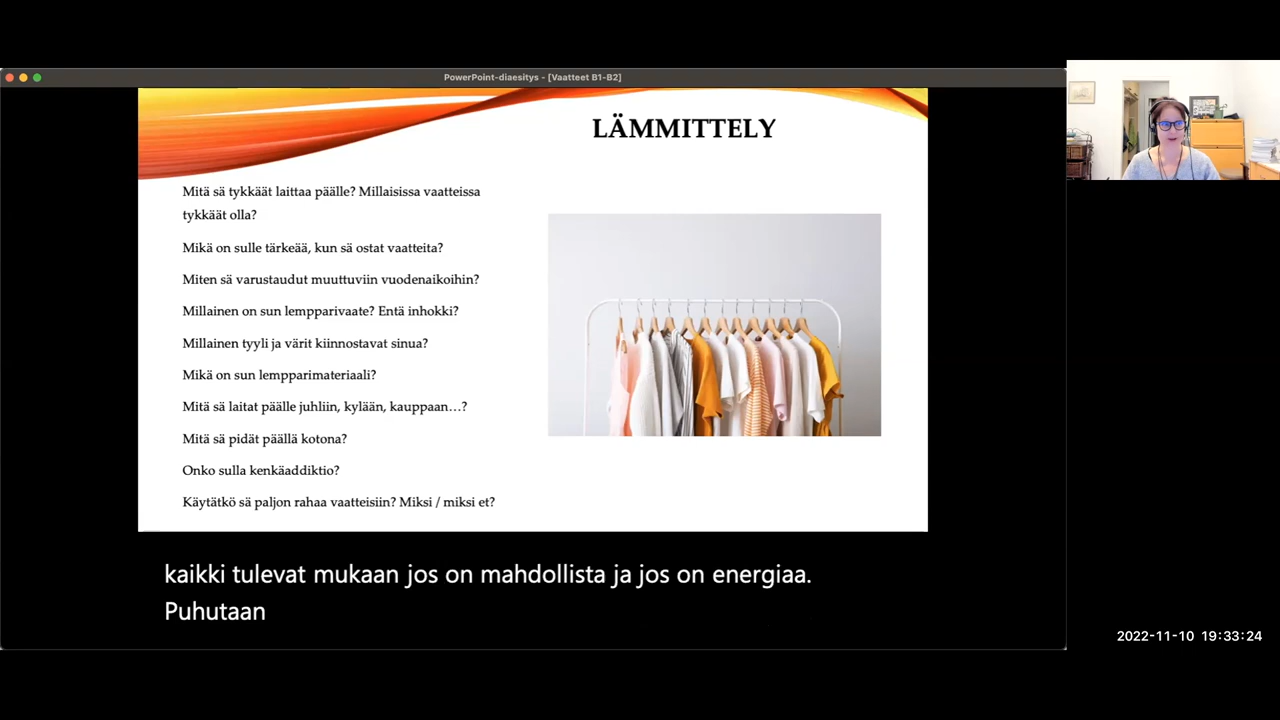 PowerPoint-diaesitys - [Vaatteet B1-B2]
LÄMMITTELY
Mitä sä tykkäät laittaa päälle? Millaisissa vaatteissa
tykkäät olla?
Mikä on sulle tärkeää, kun sä ostat vaatteita?
Miten sä varustaudut muuttuviin vuodenaikoihin?
Millainen on sun lempparivaate? Entä inhokki?
Millainen tyyli ja värit kiinnostavat sinua?
Mikä on sun lempparimateriaali?
Mitä sä laitat päälle juhliin, kylään, kauppaan…?
Mitä sä pidät päällä kotona?
Onko sulla kenkäaddiktio?
Käytätkö sä paljon rahaa vaatteisiin? Miksi / miksi et?
kaikki tulevat mukaan jos on mahdollista ja jos on energiaa.
Puhutaan
2022-11-10 19:33:24